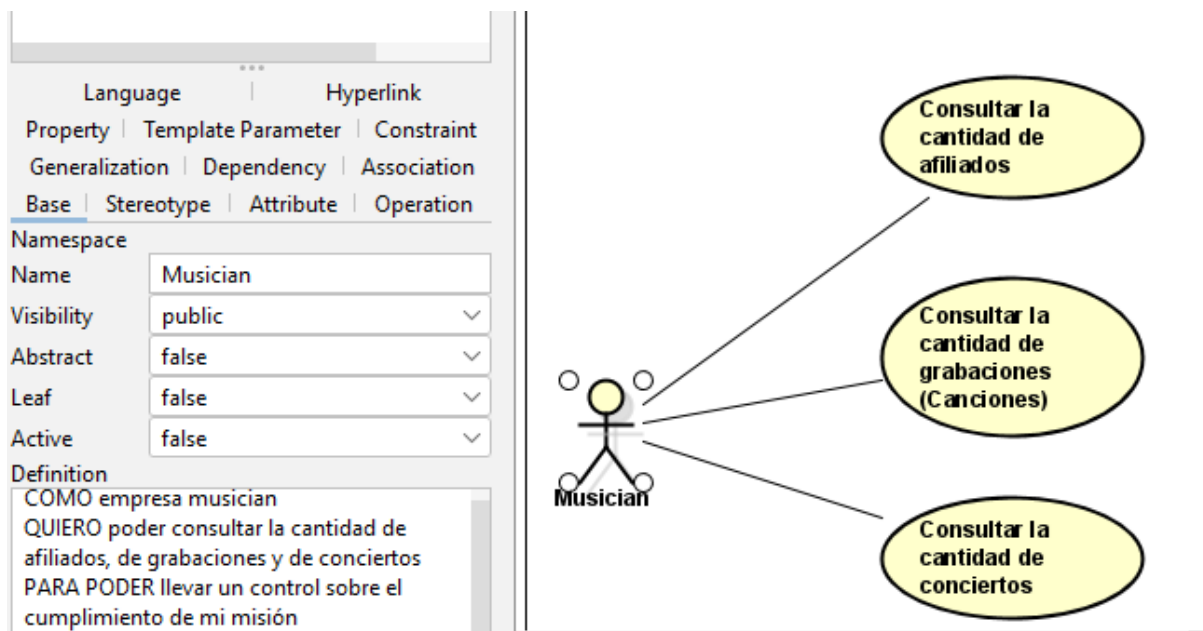 Language
Hyperlink
Property
Template Parameter
Constraint
Generalization
Dependency
Association
Base
Stereotype
Attribute
Operation
Namespace
Name
Musician
Visibility
public
Abstract
false
Leaf
false
Active
false
Definition
COMO empresa musician
QUIERO poder consultar la cantidad de
afiliados, de grabaciones y de conciertos
PARA PODER llevar un control sobre el
cumplimiento de mi misión
Consultar la
cantidad de
afiliados
Consultar la
cantidad de
grabaciones
(Canciones)
Musician
Consultar la
cantidad de
conciertos